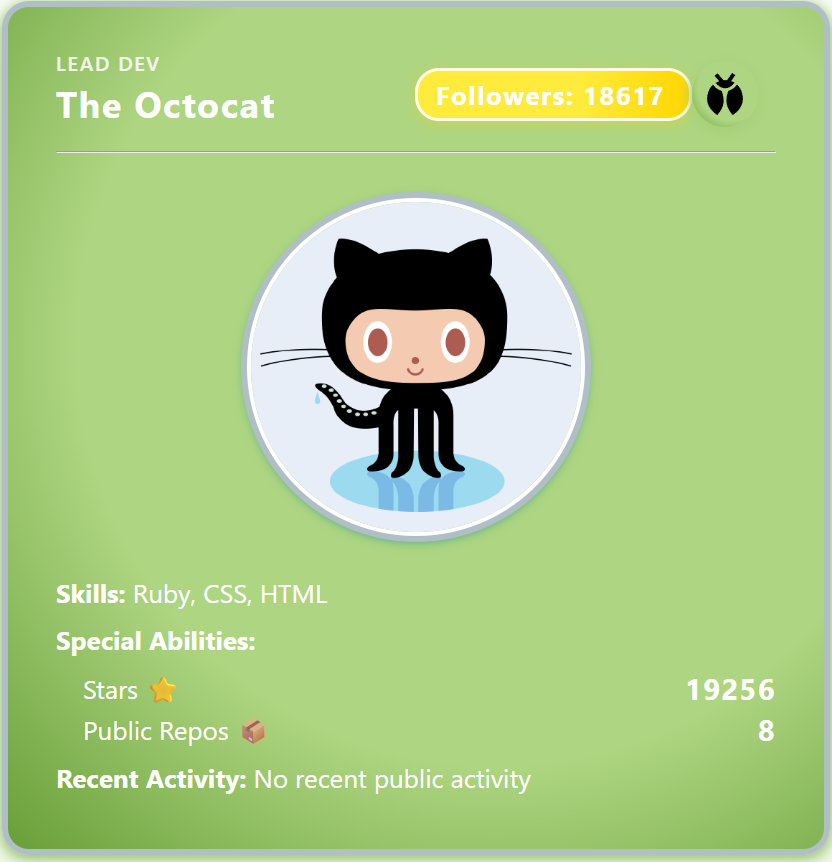 LEAD DEV
The Octocat
Followers: 18617
Skills: Ruby, CSS, HTML
Special Abilities:
Stars ⭐ 19256
Public Repos 📦 8
Recent Activity: No recent public activity